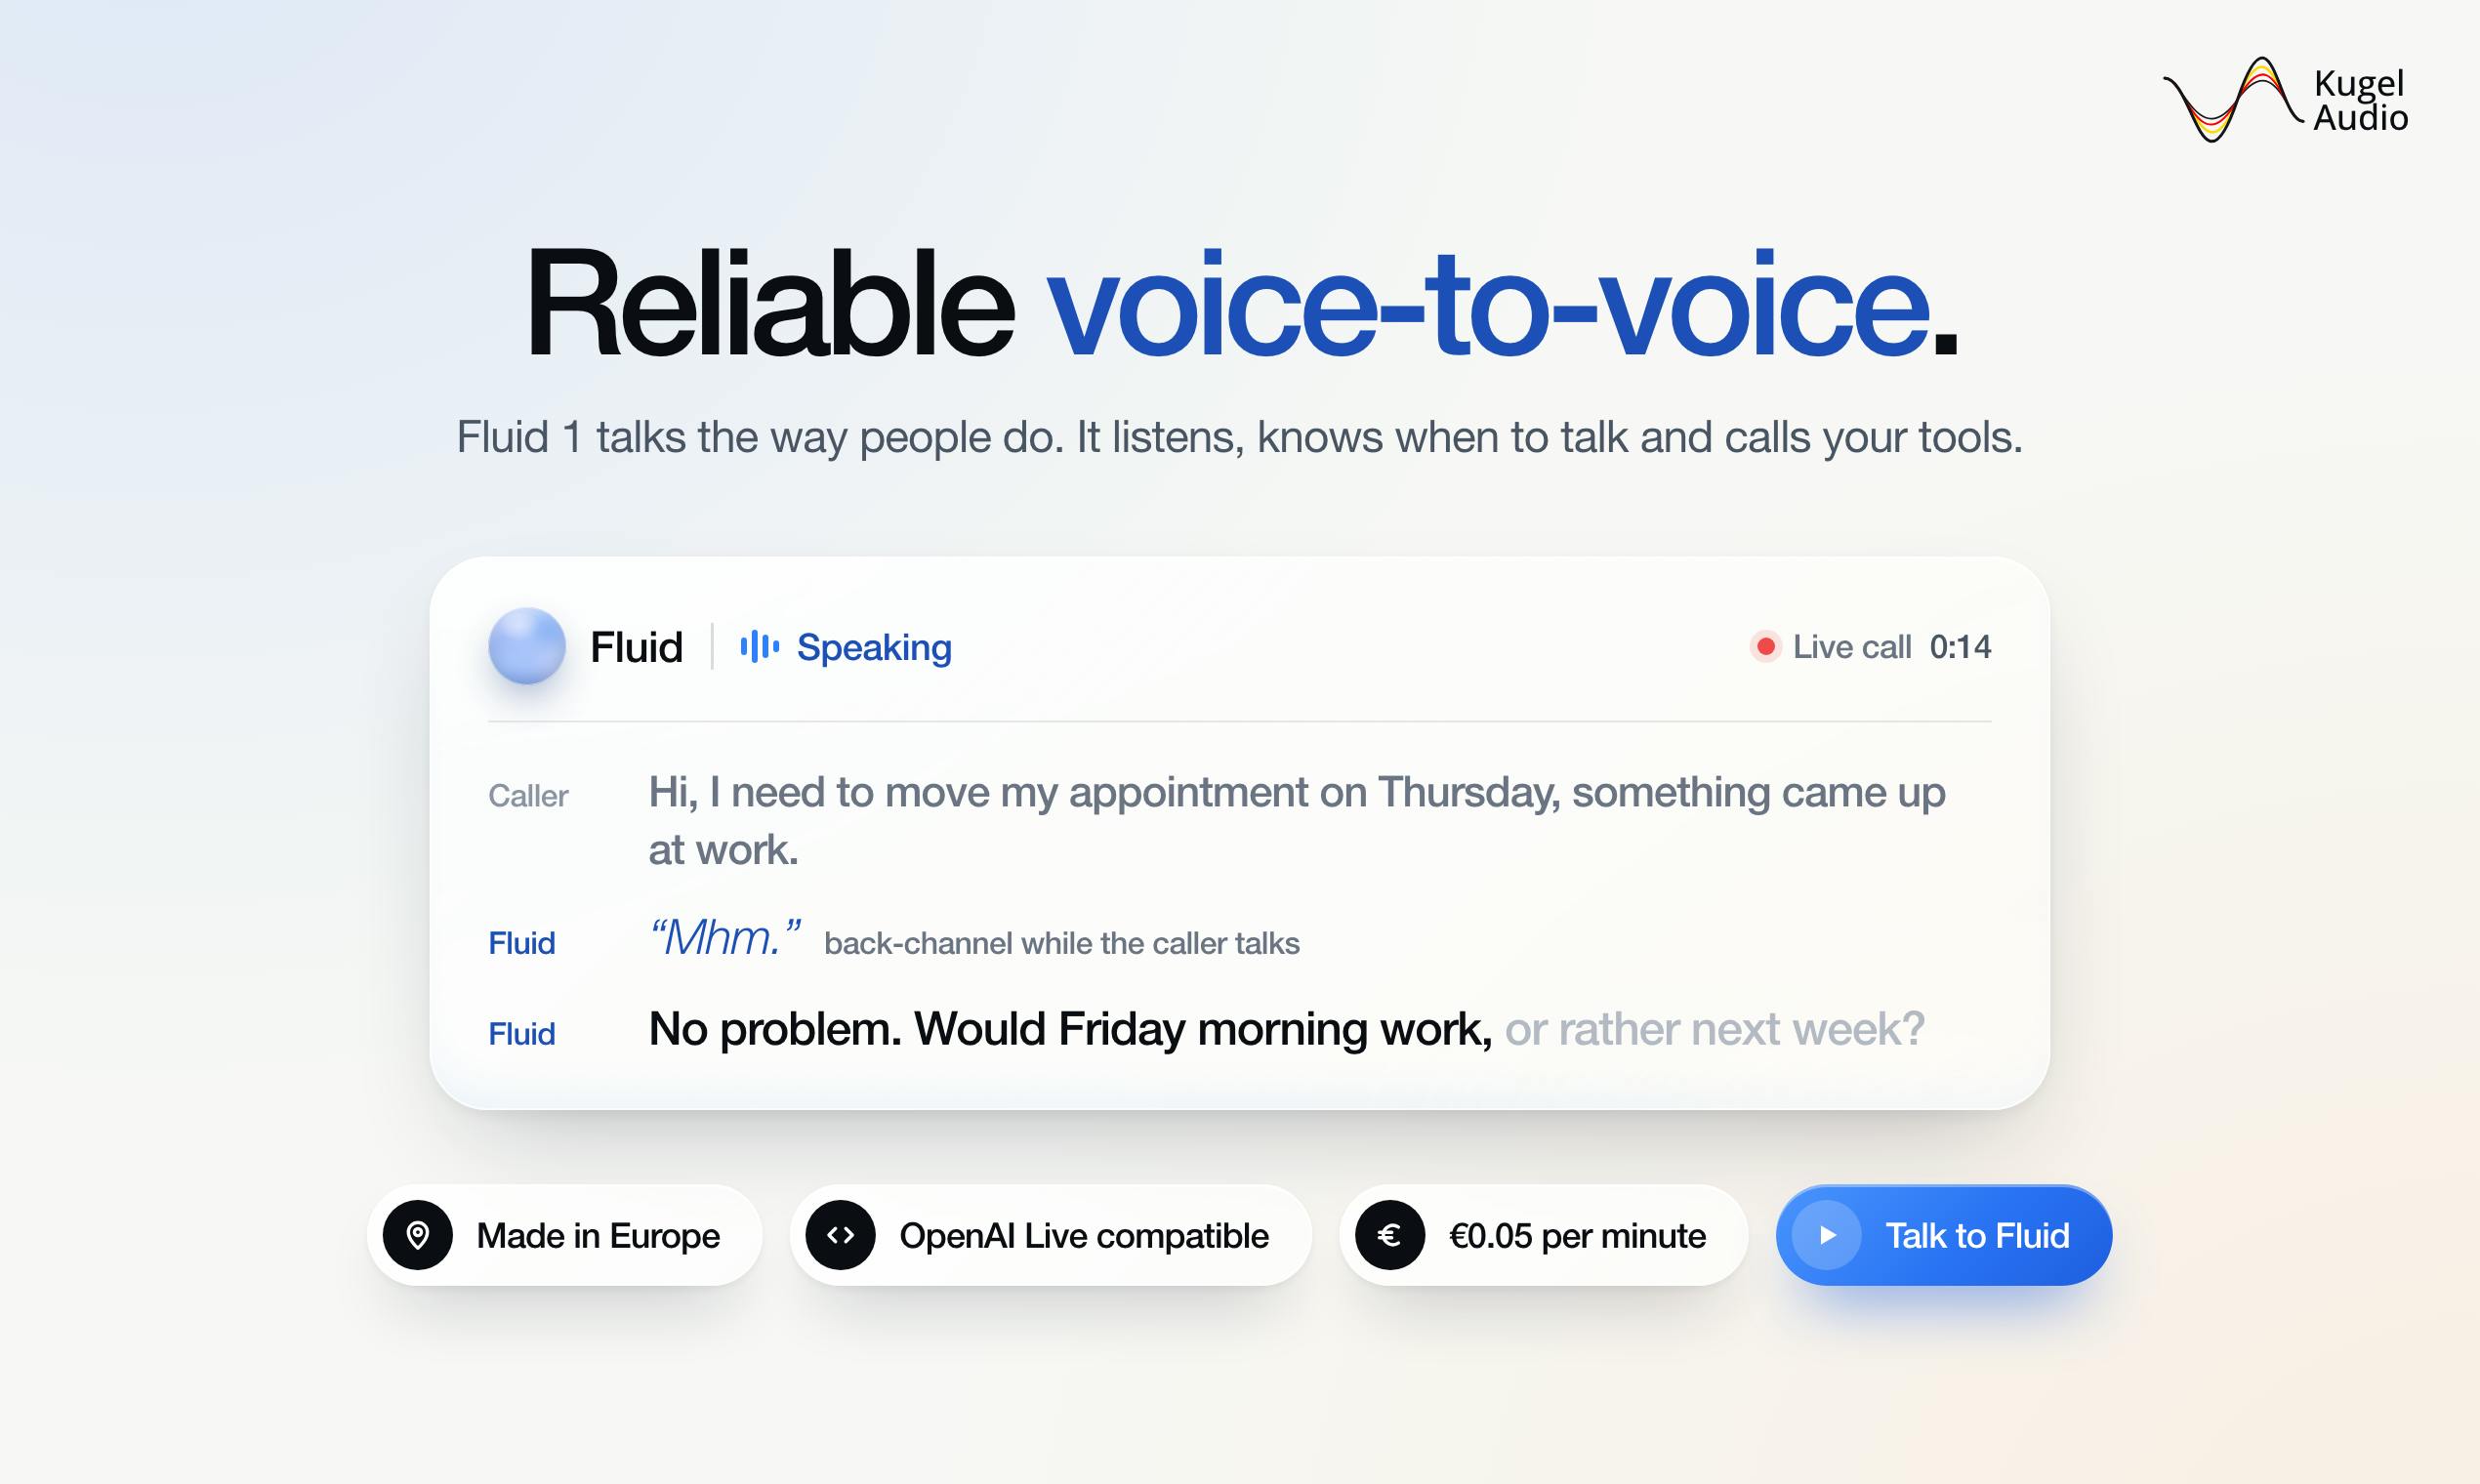 Kugel
Audio
Reliable voice-to-voice.
Fluid 1 talks the way people do. It listens, knows when to talk and calls your tools.
Fluid | Speaking
Live call 0:14
Caller
Hi, I need to move my appointment on Thursday, something came up
at work.
Fluid
“Mhm.” back-channel while the caller talks
Fluid
No problem. Would Friday morning work, or rather next week?
Made in Europe
OpenAI Live compatible
€0.05 per minute
Talk to Fluid